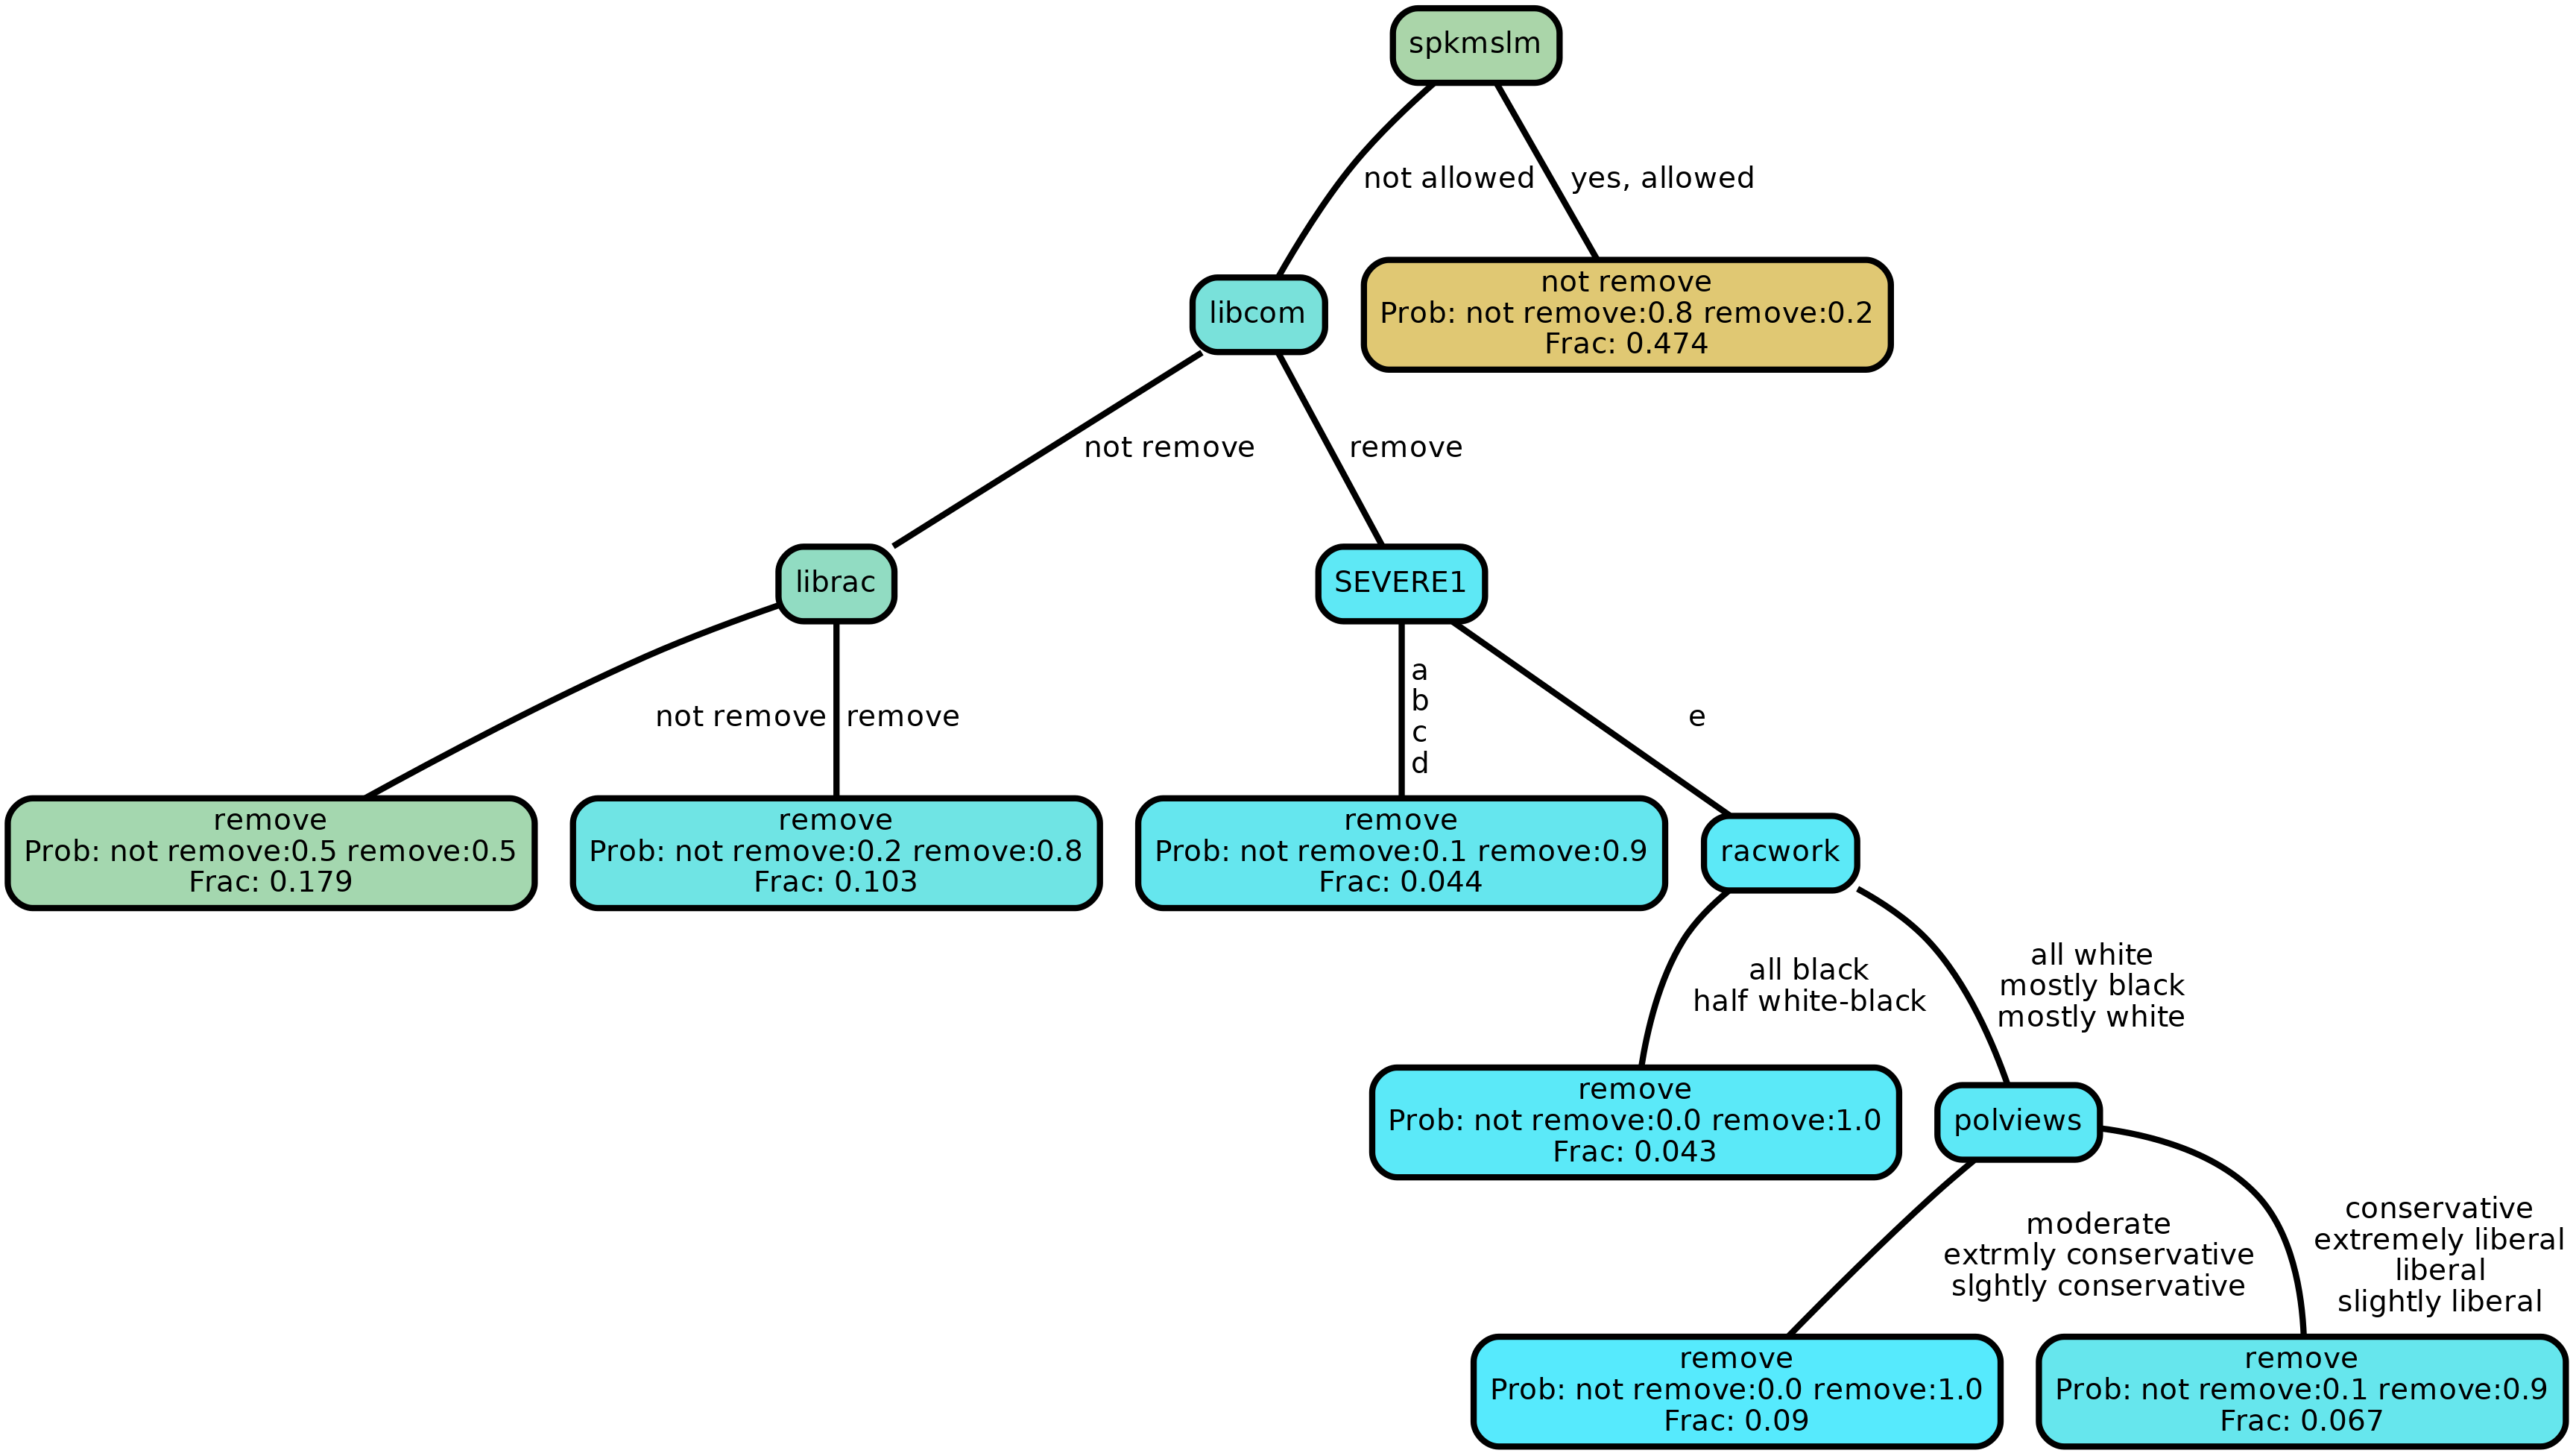 spkmslm
not allowed
yes, allowed
libcom
not remove
Prob: not remove:0.8 remove:0.2
Frac: 0.474
not remove
remove
librac
SEVERE1
not remove
remove
a
b
c
d
e
remove
Prob: not remove:0.5 remove:0.5
Frac: 0.179
remove
Prob: not remove:0.2 remove:0.8
Frac: 0.103
remove
Prob: not remove:0.1 remove:0.9
Frac: 0.044
racwork
all black
half white-black
all white
mostly black
mostly white
remove
Prob: not remove:0.0 remove:1.0
Frac: 0.043
polviews
moderate
extrmly conservative
slghtly conservative
conservative
extremely liberal
liberal
slightly liberal
remove
Prob: not remove:0.0 remove:1.0
Frac: 0.09
remove
Prob: not remove:0.1 remove:0.9
Frac: 0.067